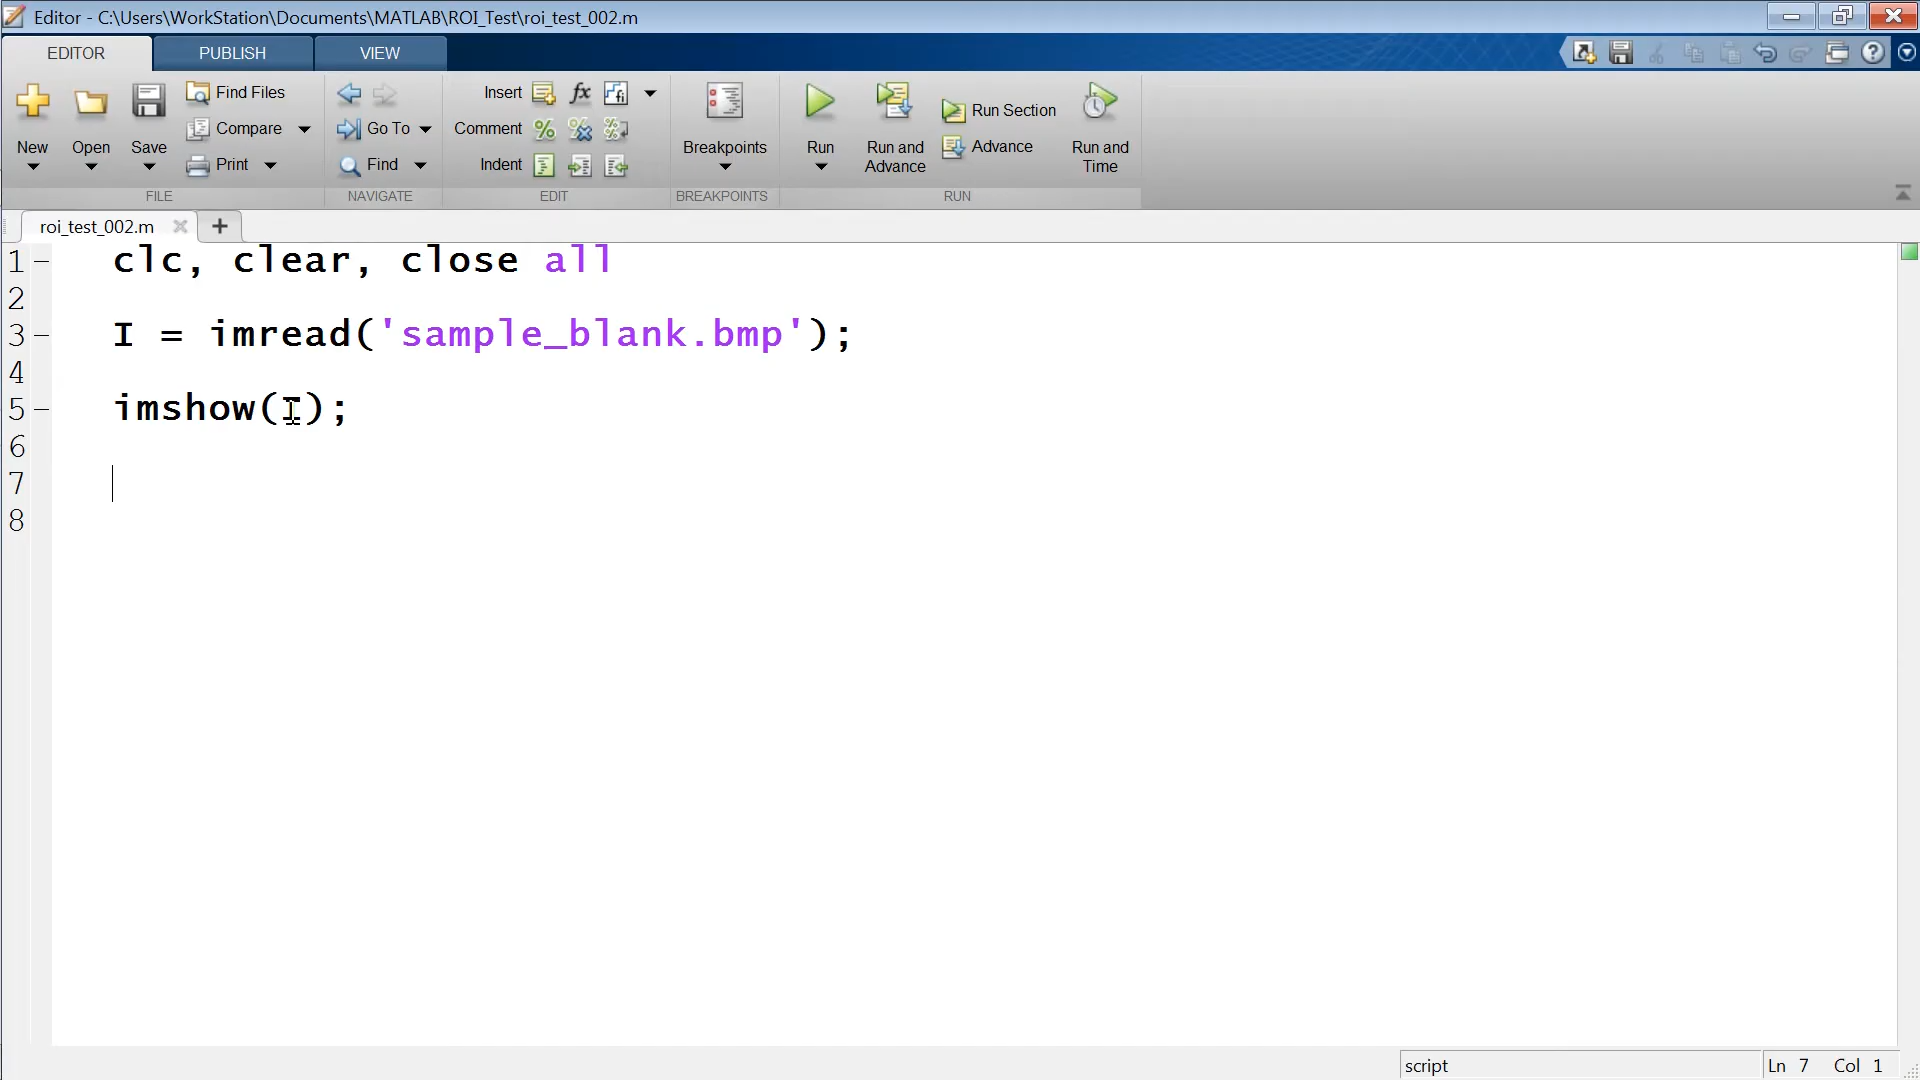 Editor - C:\Users\WorkStation\Documents\MATLAB\ROI_Test\roi_test_002.m
EDITOR PUBLISH VIEW
New
Open
Save
Find Files
Compare
Print
FILE
Go To
Find
NAVIGATE
Insert fx
Comment
Indent
EDIT
Breakpoints
BREAKPOINTS
Run
Run and
Advance
Run Section
Advance
Run and
Time
RUN
roi_test_002.m
1 clc, clear, close all
2
3 I = imread('sample_blank.bmp');
4
5 imshow(I);
6
7
8
script Ln 7 Col 1